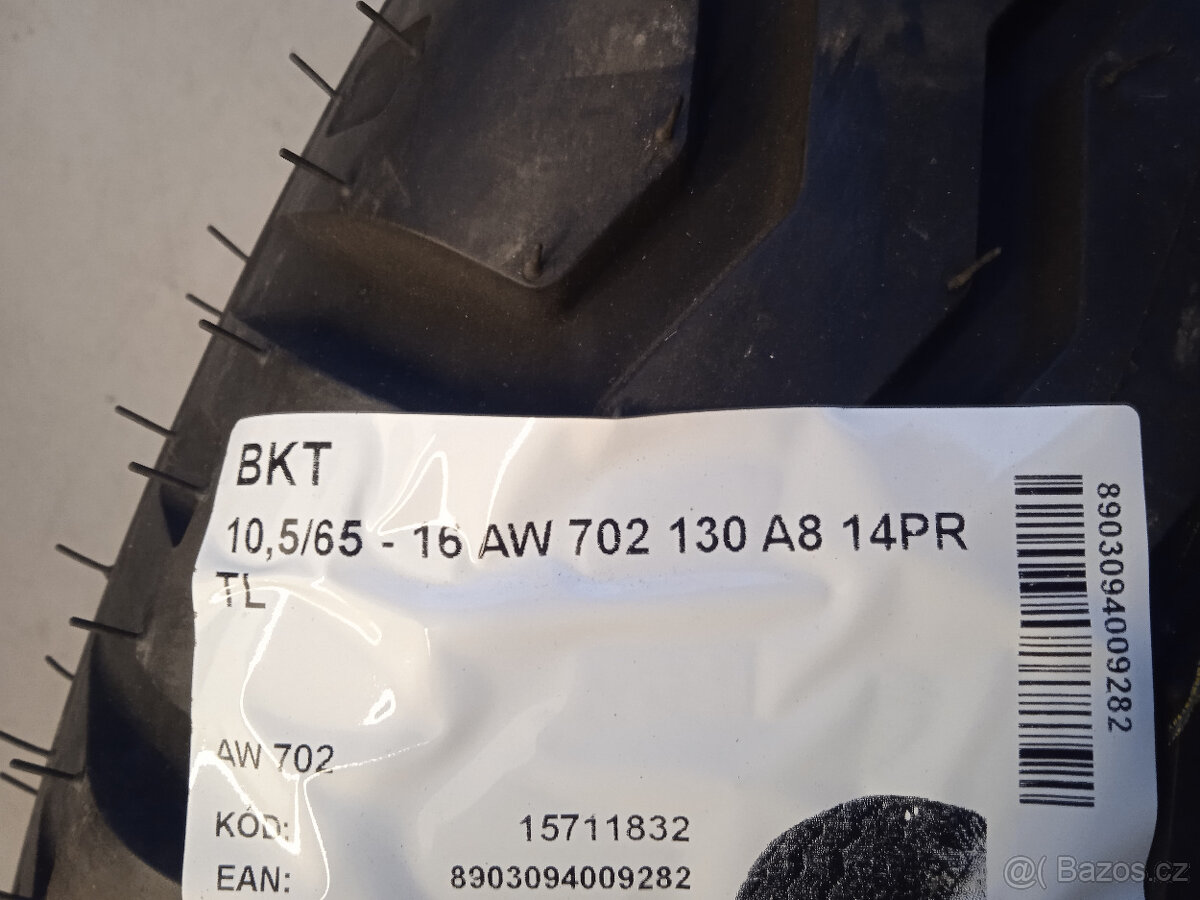 BKT
10,5/65 - 16 AW 702 130 A8 14PR
TL
8903094009282
AW 702
KÓD: 15711832
EAN: 8903094009282
@( Bazos.cz